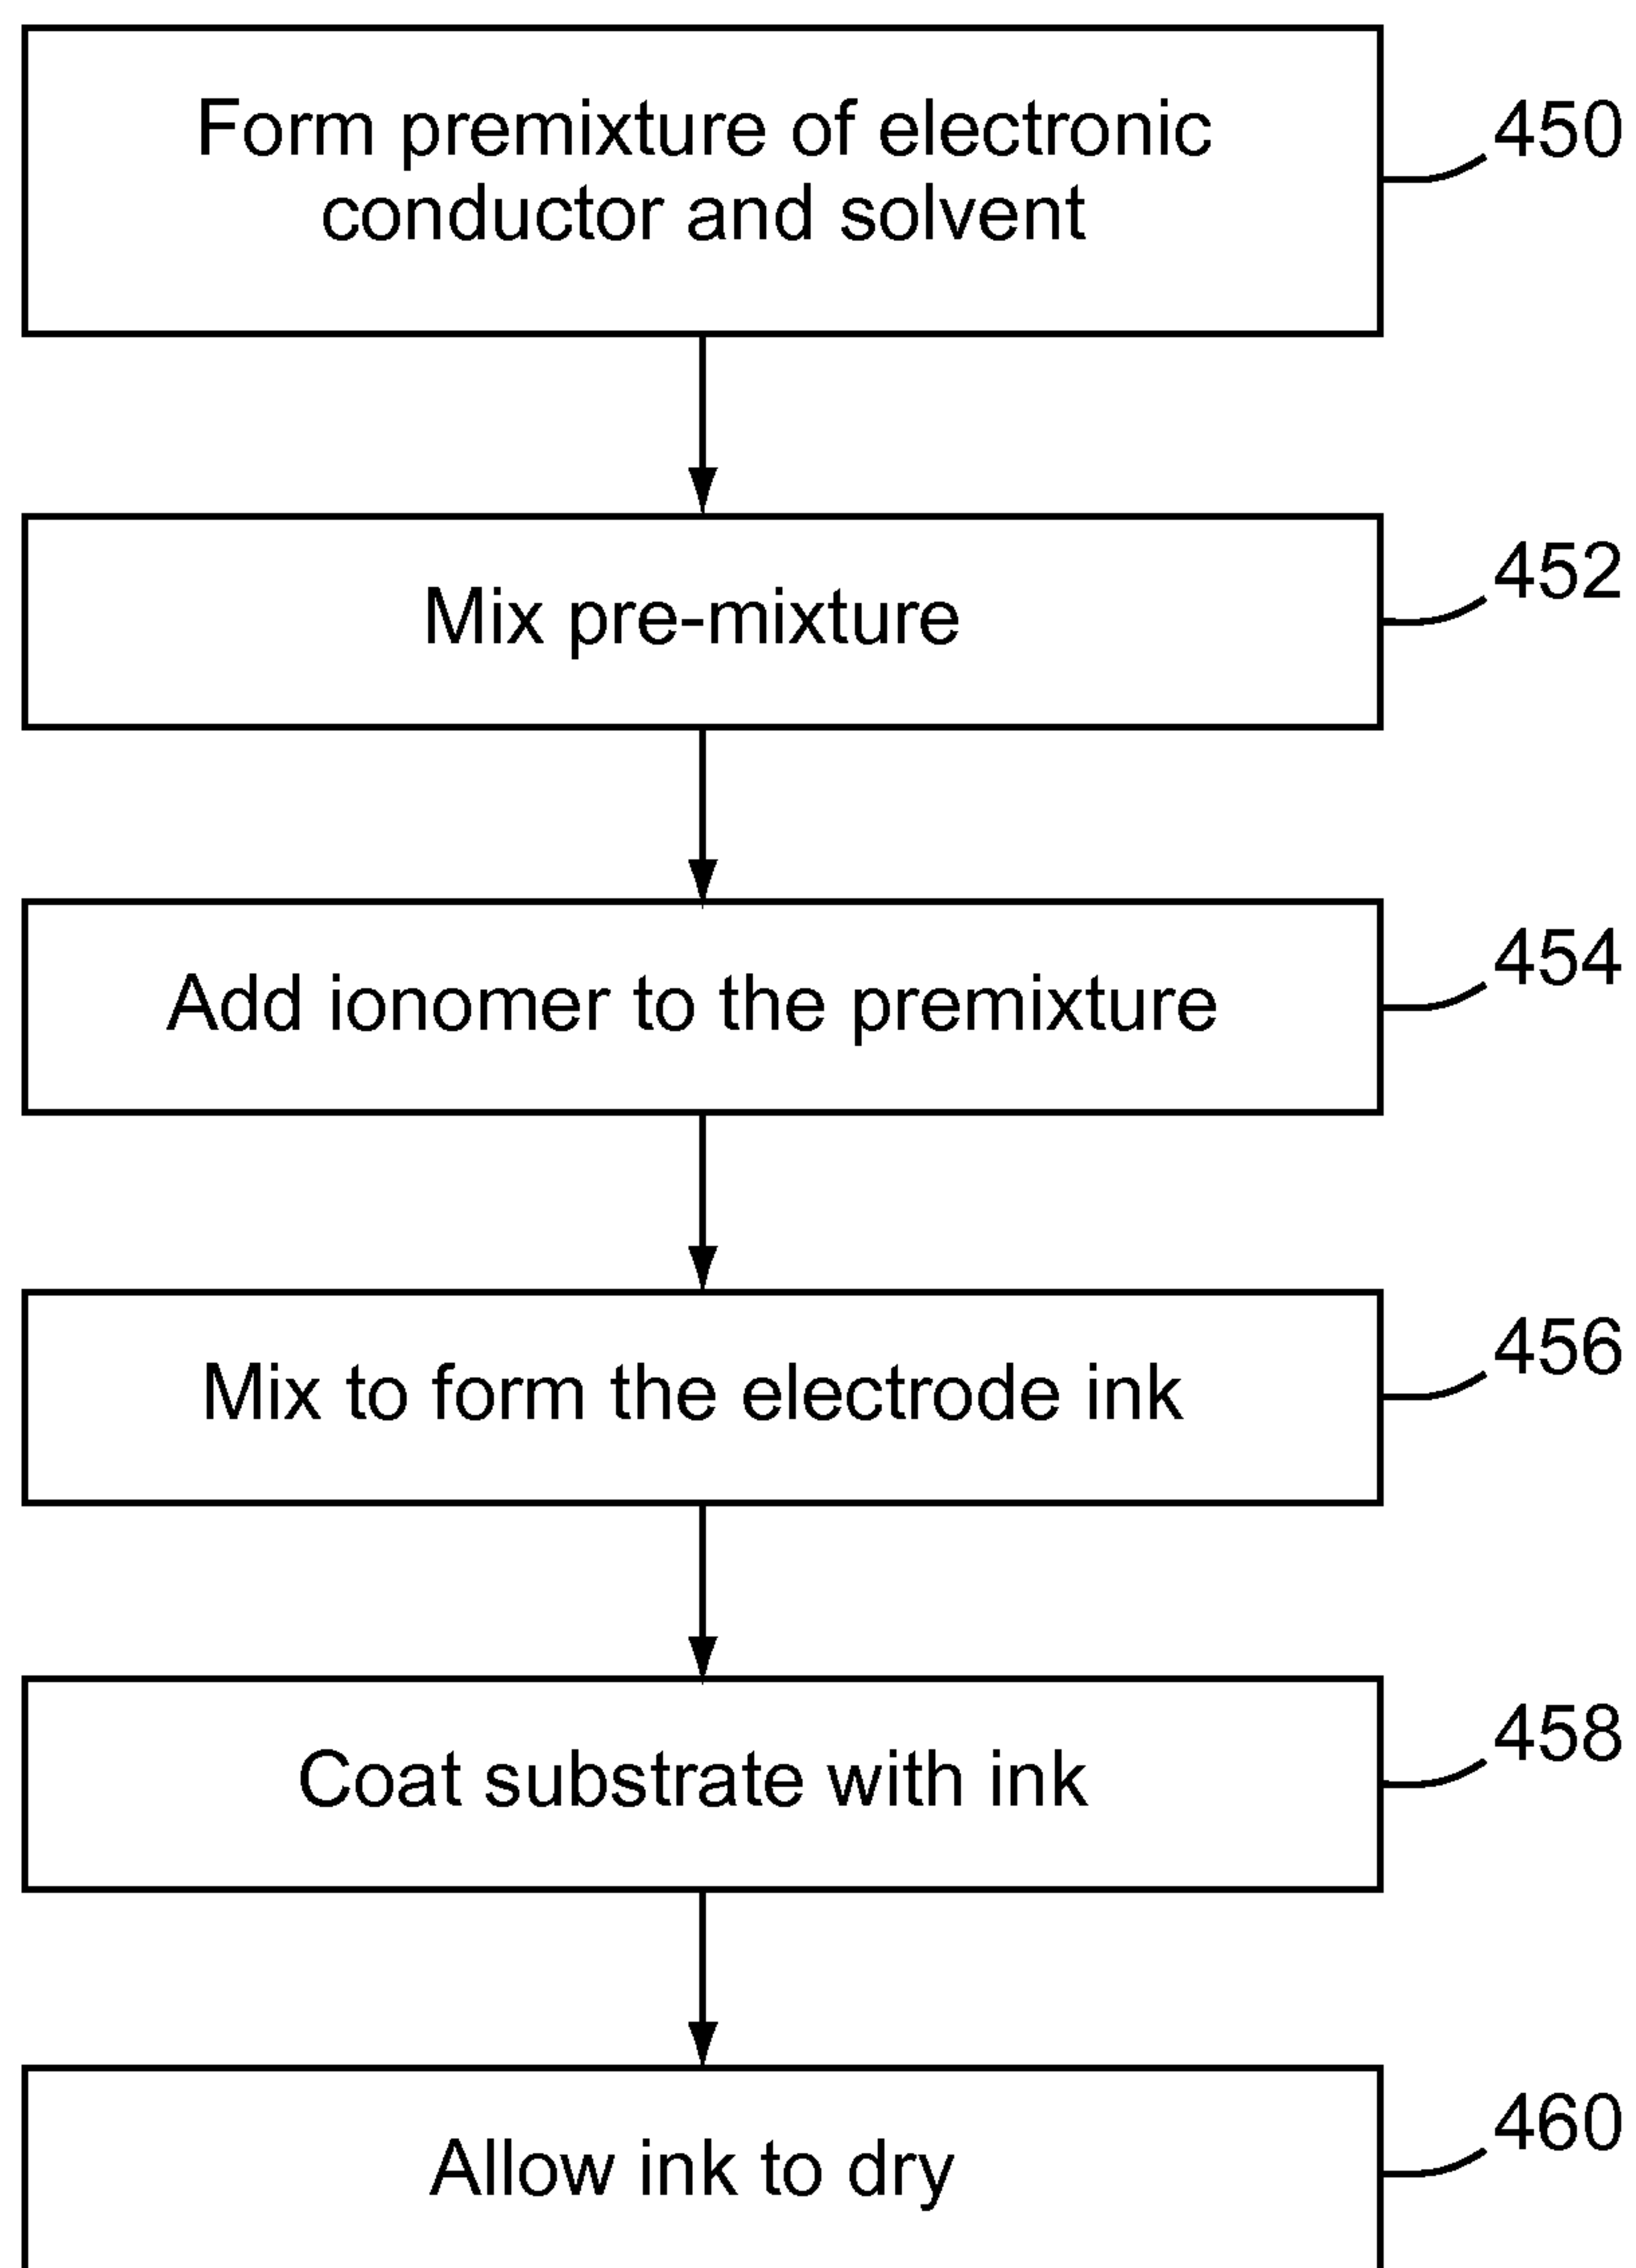 Form premixture of electronic
conductor and solvent
450
Mix pre-mixture
452
Add ionomer to the premixture
454
Mix to form the electrode ink
456
Coat substrate with ink
458
Allow ink to dry
460